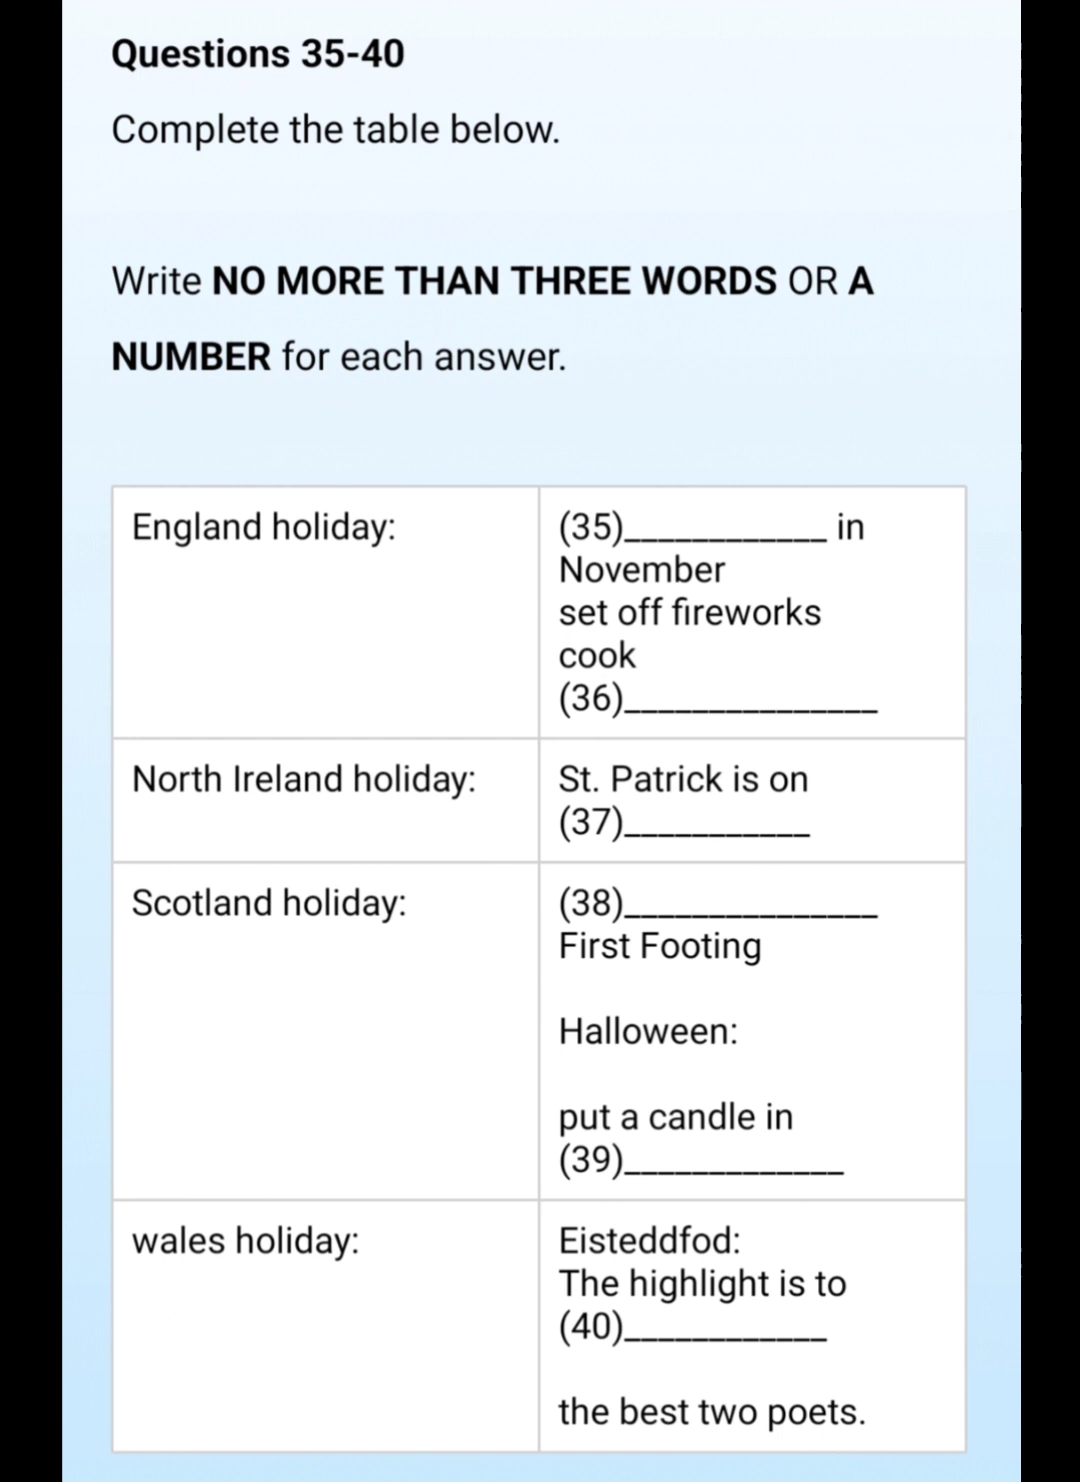 Questions 35-40
Complete the table below.
Write NO MORE THAN THREE WORDS OR A
NUMBER for each answer.
England holiday:
(35)____________ in
November
set off fireworks
cook
(36)_______________
North Ireland holiday:
St. Patrick is on
(37)___________
Scotland holiday:
(38)_______________
First Footing
Halloween:
put a candle in
(39)_____________
wales holiday:
Eisteddfod:
The highlight is to
(40)____________
the best two poets.